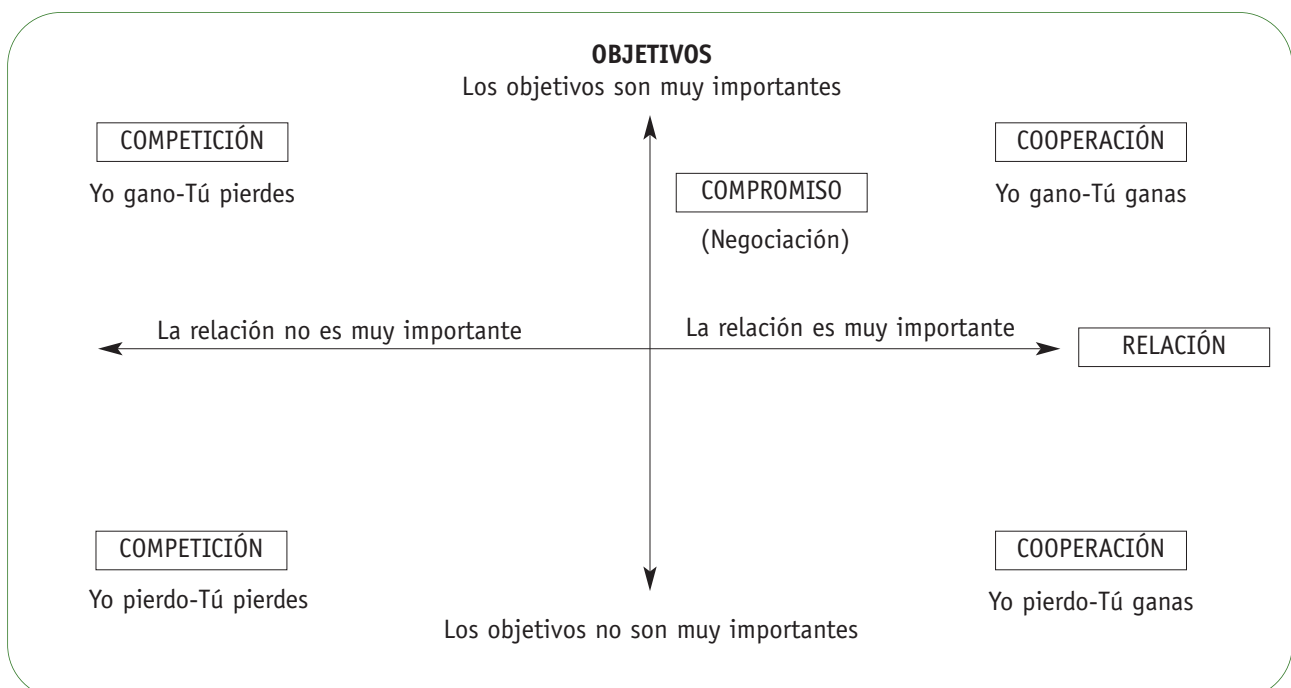 OBJETIVOS
Los objetivos son muy importantes
COMPETICIÓN
COOPERACIÓN
Yo gano-Tú pierdes
COMPROMISO
Yo gano-Tú ganas
(Negociación)
La relación no es muy importante
La relación es muy importante
RELACIÓN
COMPETICIÓN
COOPERACIÓN
Yo pierdo-Tú pierdes
Yo pierdo-Tú ganas
Los objetivos no son muy importantes